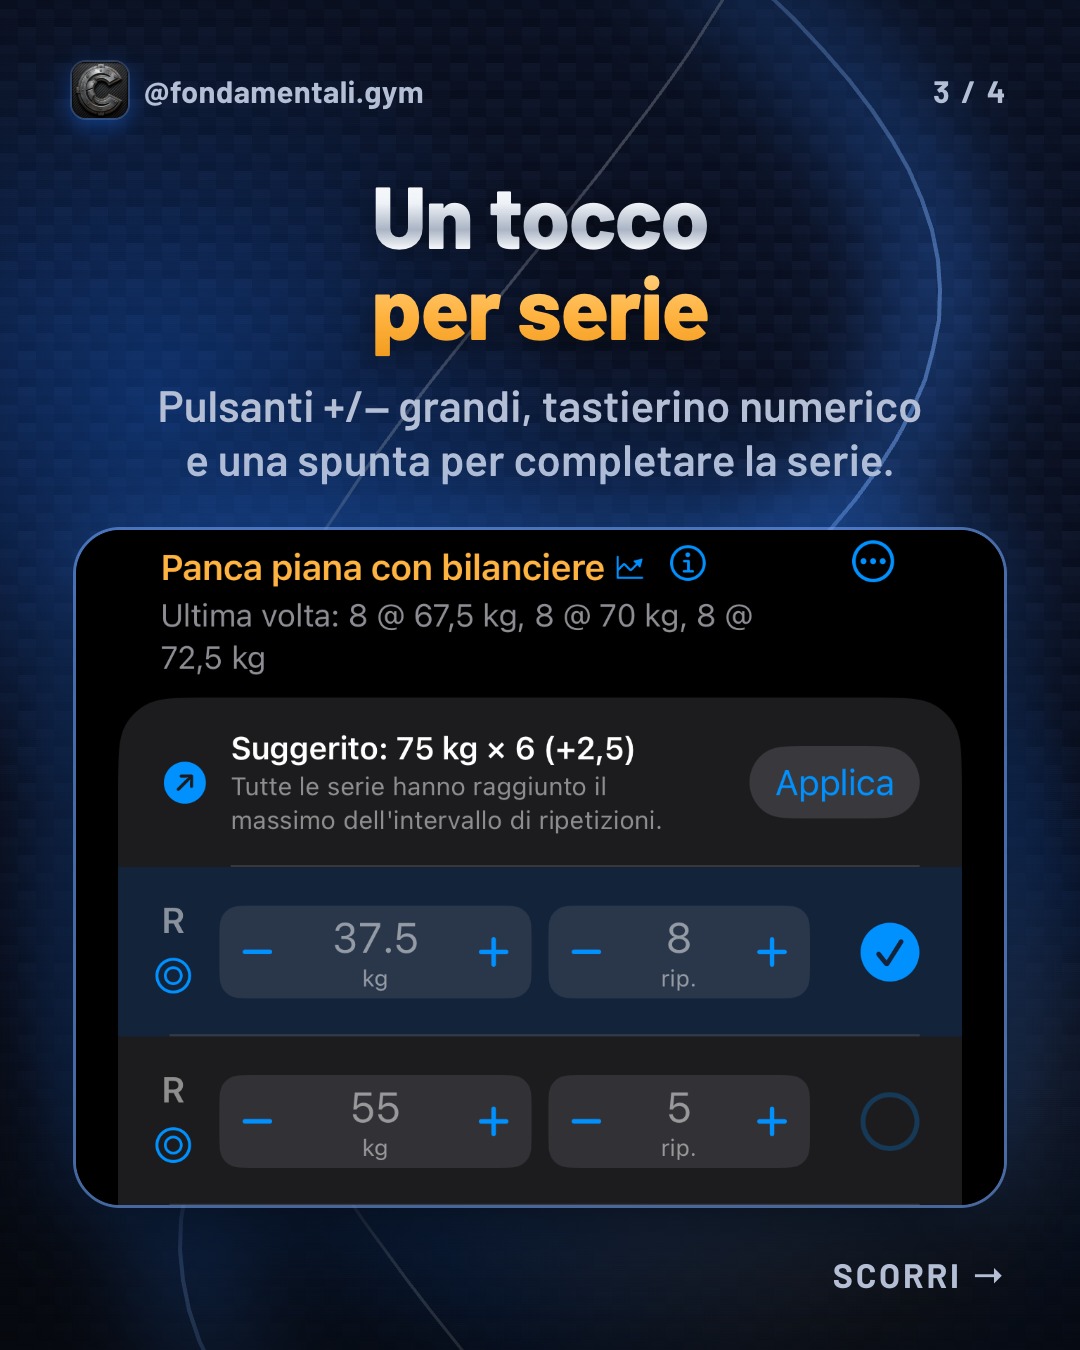 @fondamentali.gym
3 / 4
Un tocco
per serie
Pulsanti +/– grandi, tastierino numerico
e una spunta per completare la serie.
Panca piana con bilanciere
Ultima volta: 8 @ 67,5 kg, 8 @ 70 kg, 8 @
72,5 kg
Suggerito: 75 kg × 6 (+2,5)
Tutte le serie hanno raggiunto il
massimo dell'intervallo di ripetizioni.
Applica
R
− 37.5 +
kg
− 8 +
rip.
R
− 55 +
kg
− 5 +
rip.
SCORRI →